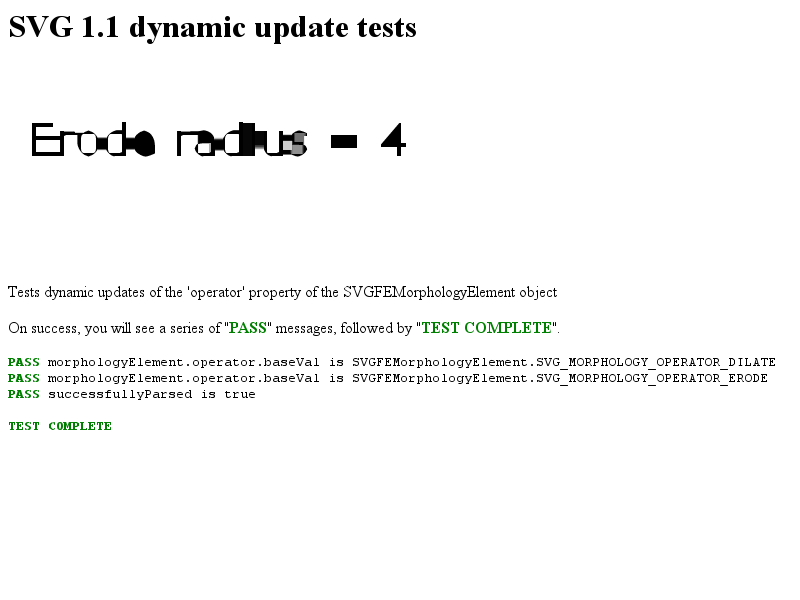 SVG 1.1 dynamic update tests
Erode radius = 4
Tests dynamic updates of the 'operator' property of the SVGFEMorphologyElement object
On success, you will see a series of "PASS" messages, followed by "TEST COMPLETE".
PASS morphologyElement.operator.baseVal is SVGFEMorphologyElement.SVG_MORPHOLOGY_OPERATOR_DILATE
PASS morphologyElement.operator.baseVal is SVGFEMorphologyElement.SVG_MORPHOLOGY_OPERATOR_ERODE
PASS successfullyParsed is true
TEST COMPLETE